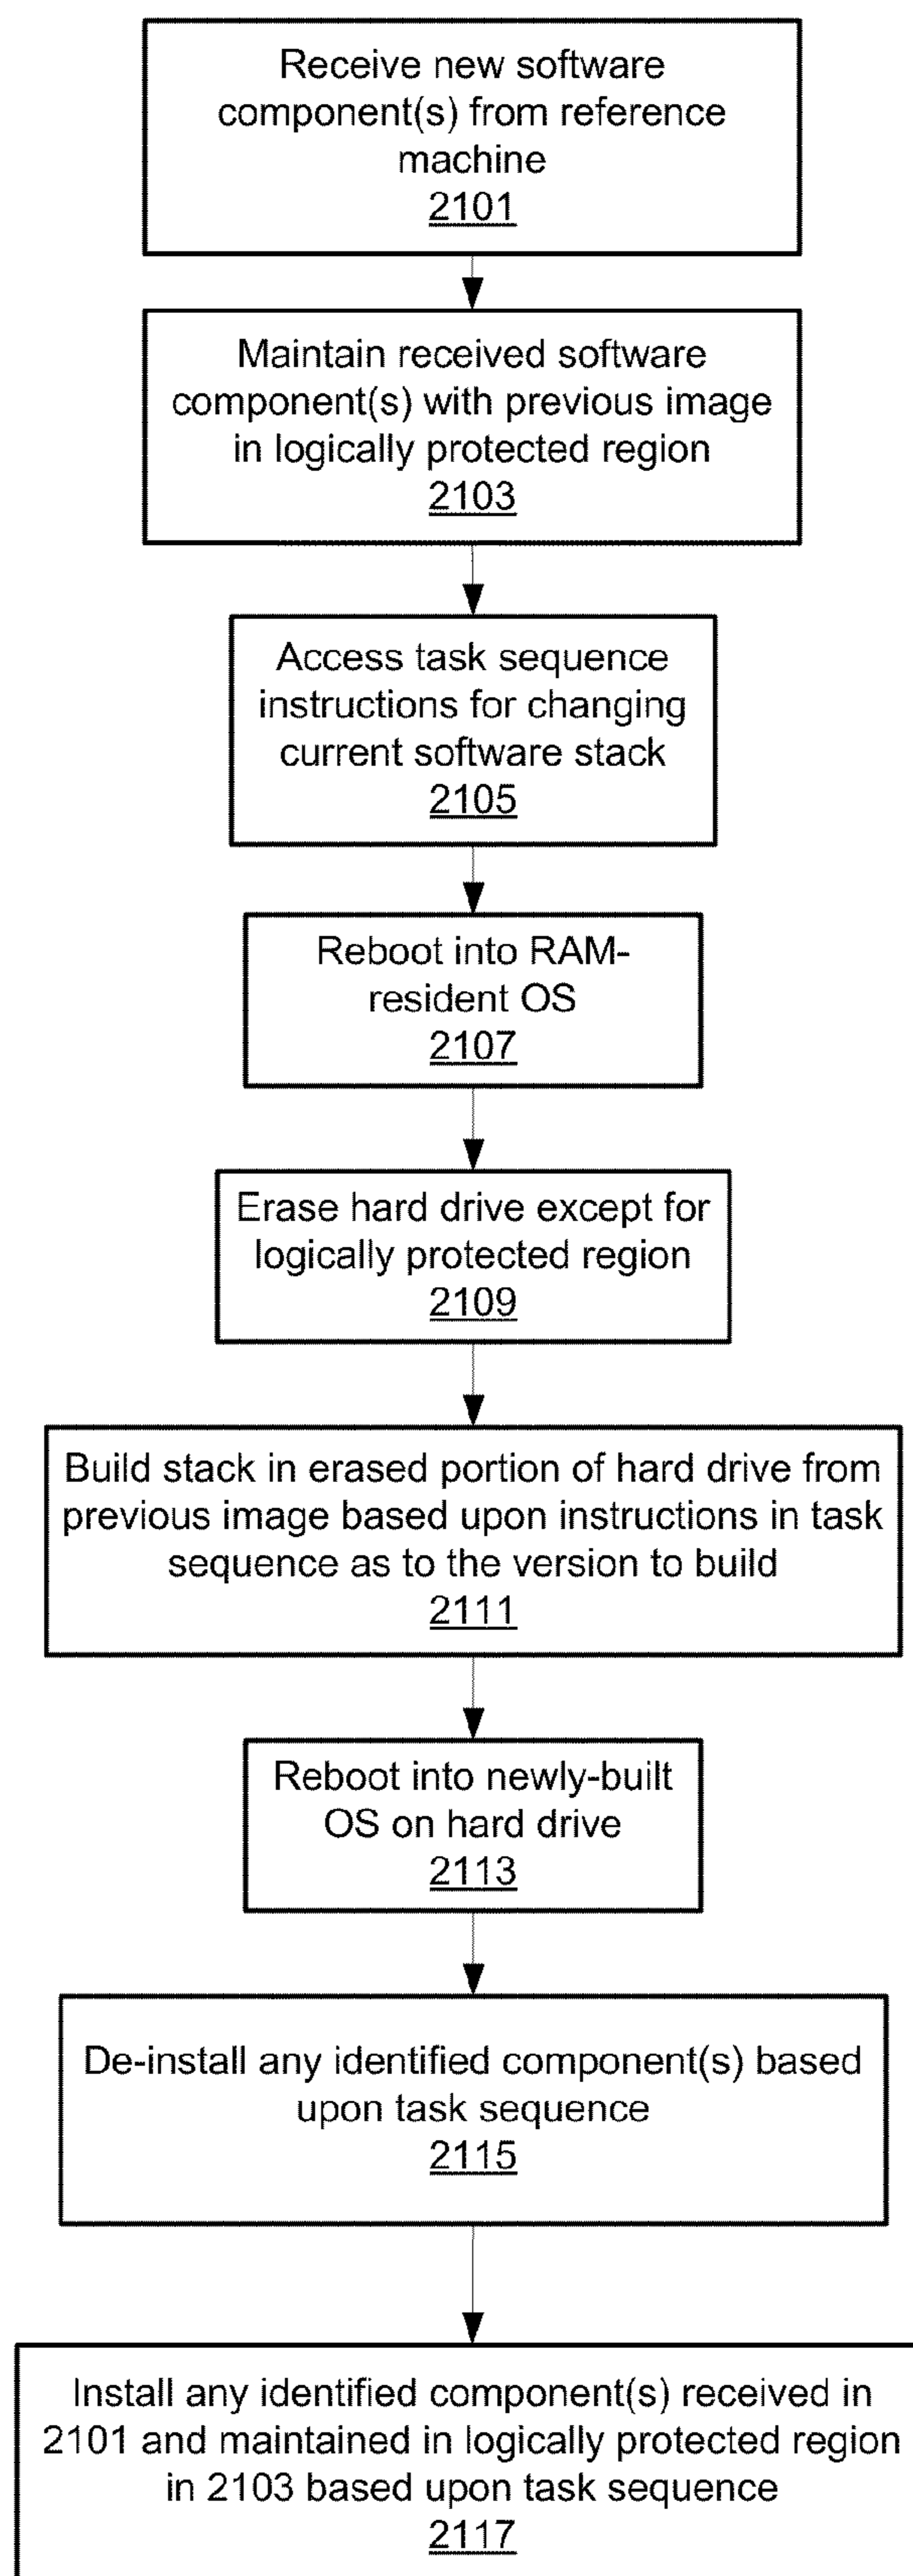 Receive new software
component(s) from reference
machine
2101
Maintain received software
component(s) with previous image
in logically protected region
2103
Access task sequence
instructions for changing
current software stack
2105
Reboot into RAM-
resident OS
2107
Erase hard drive except for
logically protected region
2109
Build stack in erased portion of hard drive from
previous image based upon instructions in task
sequence as to the version to build
2111
Reboot into newly-built
OS on hard drive
2113
De-install any identified component(s) based
upon task sequence
2115
Install any identified component(s) received in
2101 and maintained in logically protected region
in 2103 based upon task sequence
2117